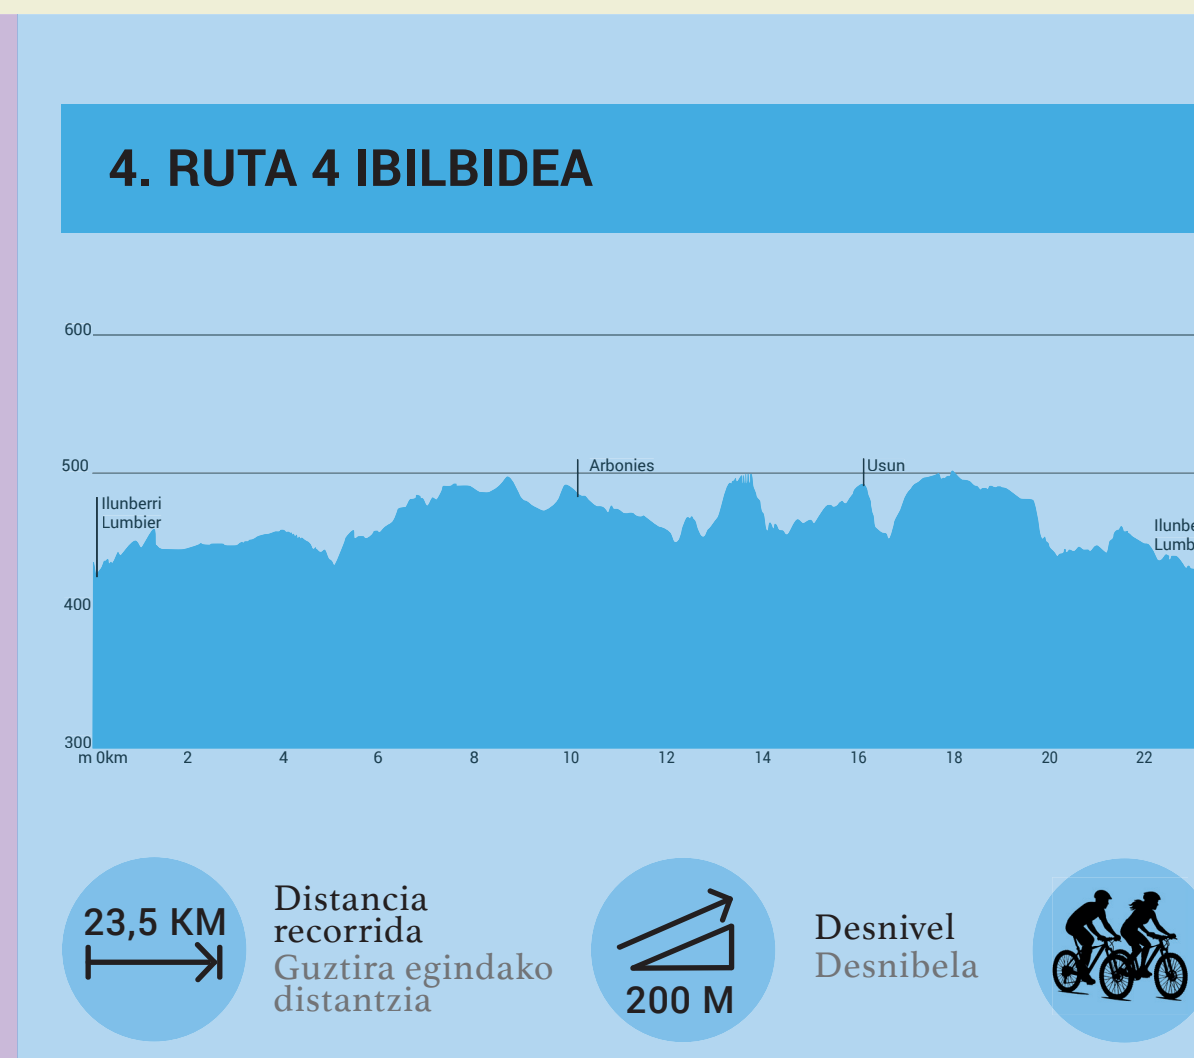 4. RUTA 4 IBILBIDEA
600
500
Arbonies
Usun
Ilunberri
Lumbier
400
300
m 0km 2 4 6 8 10 12 14 16 18 20 22
23,5 KM
Distancia
recorrida
Guztira egindako
distantzia
200 M
Desnivel
Desnibela